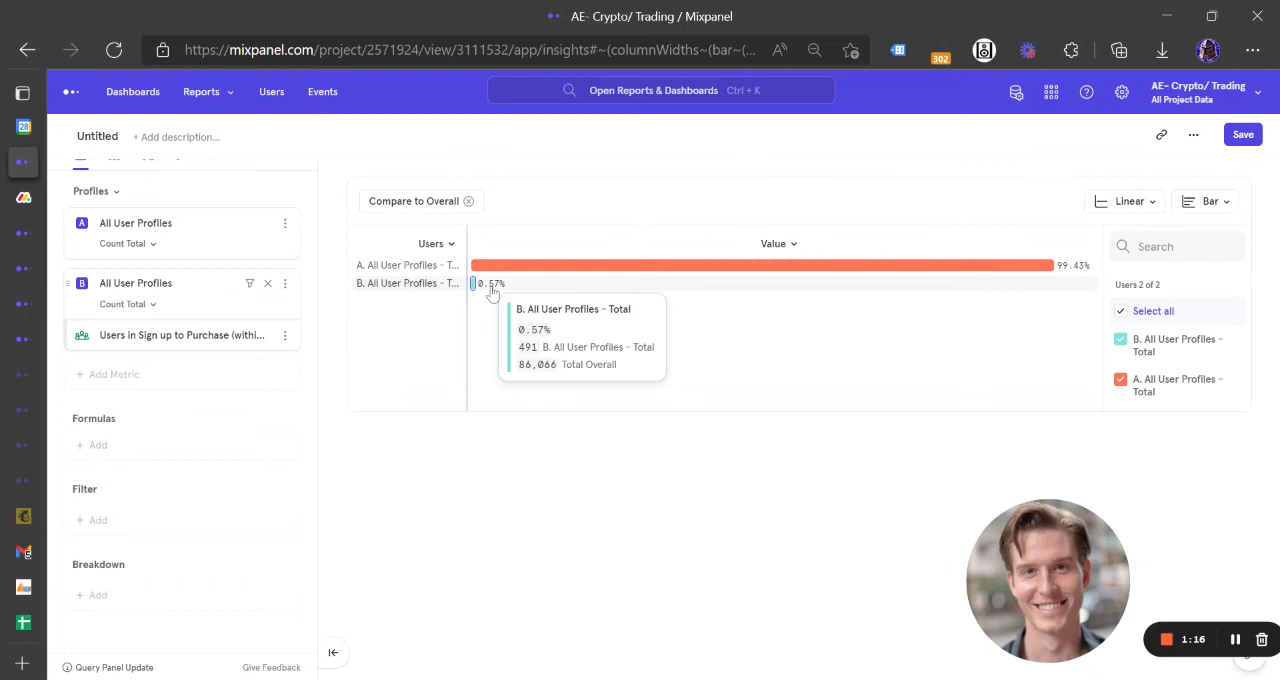 AE- Crypto/ Trading / Mixpanel
https://mixpanel.com/project/2571924/view/3111532/app/insights#~(columnWidths~(bar~(...
302
28
Dashboards
Reports
Users
Events
Open Reports & Dashboards Ctrl + K
AE- Crypto/ Trading
All Project Data
Untitled
+ Add description...
Save
Profiles
A All User Profiles
Count Total
B All User Profiles
Count Total
Users in Sign up to Purchase (withi...
+ Add Metric
Formulas
+ Add
Filter
+ Add
Breakdown
+ Add
Query Panel Update
Give Feedback
Compare to Overall
Linear
Bar
Users
Value
A. All User Profiles - T...
99.43%
B. All User Profiles - T...
0.57%
B. All User Profiles - Total
0.57%
491 B. All User Profiles - Total
86,066 Total Overall
Search
Users 2 of 2
Select all
B. All User Profiles -
Total
A. All User Profiles -
Total
1:16